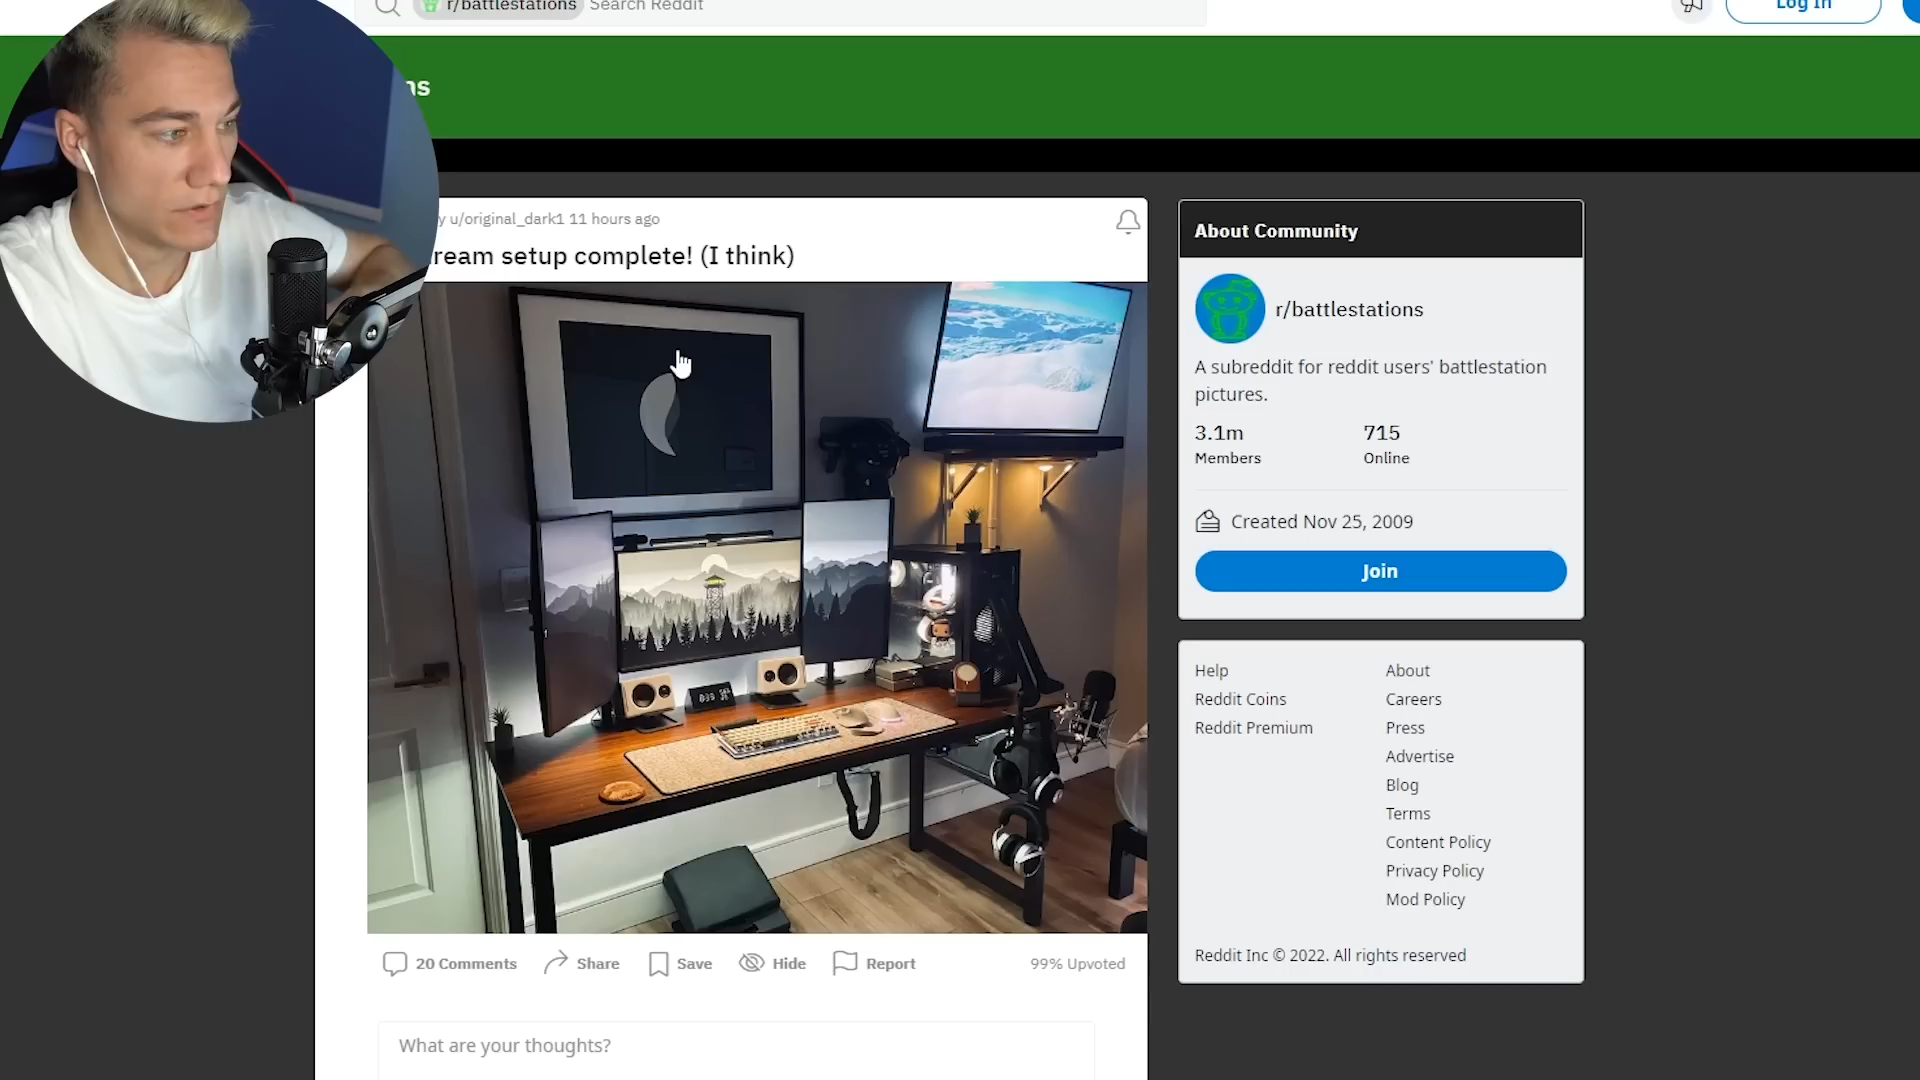 r/battlestations Search Reddit
Log In
ns
y u/original_dark1 11 hours ago
ream setup complete! (I think)
About Community
r/battlestations
A subreddit for reddit users' battlestation
pictures.
3.1m
715
Members
Online
Created Nov 25, 2009
Join
Help
About
Reddit Coins
Careers
Reddit Premium
Press
Advertise
Blog
Terms
Content Policy
Privacy Policy
Mod Policy
Reddit Inc © 2022. All rights reserved
20 Comments
Share
Save
Hide
Report
99% Upvoted
What are your thoughts?